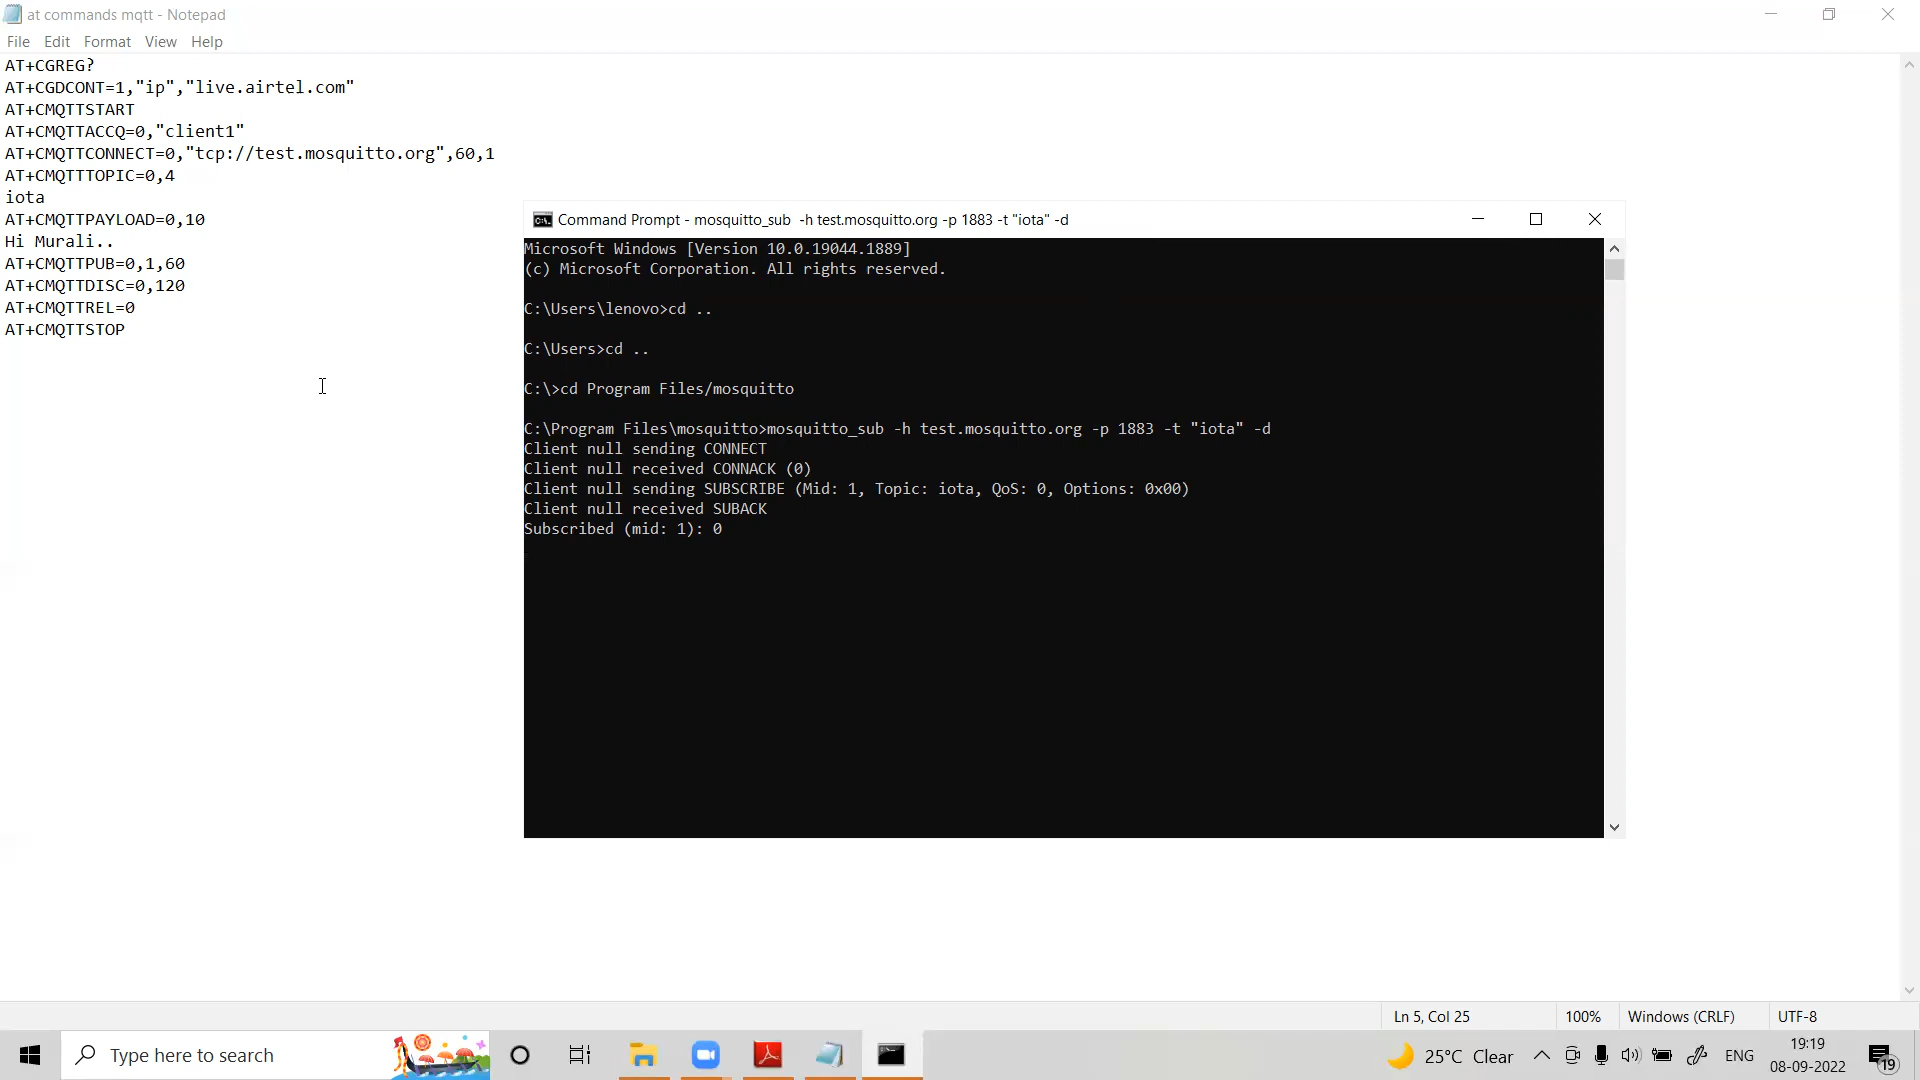 at commands mqtt - Notepad
File Edit Format View Help
AT+CGREG?
AT+CGDCONT=1,"ip","live.airtel.com"
AT+CMQTTSTART
AT+CMQTTACCQ=0,"client1"
AT+CMQTTCONNECT=0,"tcp://test.mosquitto.org",60,1
AT+CMQTTTOPIC=0,4
iota
AT+CMQTTPAYLOAD=0,10
Hi Murali..
AT+CMQTTPUB=0,1,60
AT+CMQTTDISC=0,120
AT+CMQTTREL=0
AT+CMQTTSTOP
Command Prompt - mosquitto_sub -h test.mosquitto.org -p 1883 -t "iota" -d
Microsoft Windows [Version 10.0.19044.1889]
(c) Microsoft Corporation. All rights reserved.
C:\Users\lenovo>cd ..
C:\Users>cd ..
C:\>cd Program Files/mosquitto
C:\Program Files\mosquitto>mosquitto_sub -h test.mosquitto.org -p 1883 -t "iota" -d
Client null sending CONNECT
Client null received CONNACK (0)
Client null sending SUBSCRIBE (Mid: 1, Topic: iota, QoS: 0, Options: 0x00)
Client null received SUBACK
Subscribed (mid: 1): 0
Ln 5, Col 25 100% Windows (CRLF) UTF-8
Type here to search
25°C Clear
ENG
19:19
08-09-2022
19